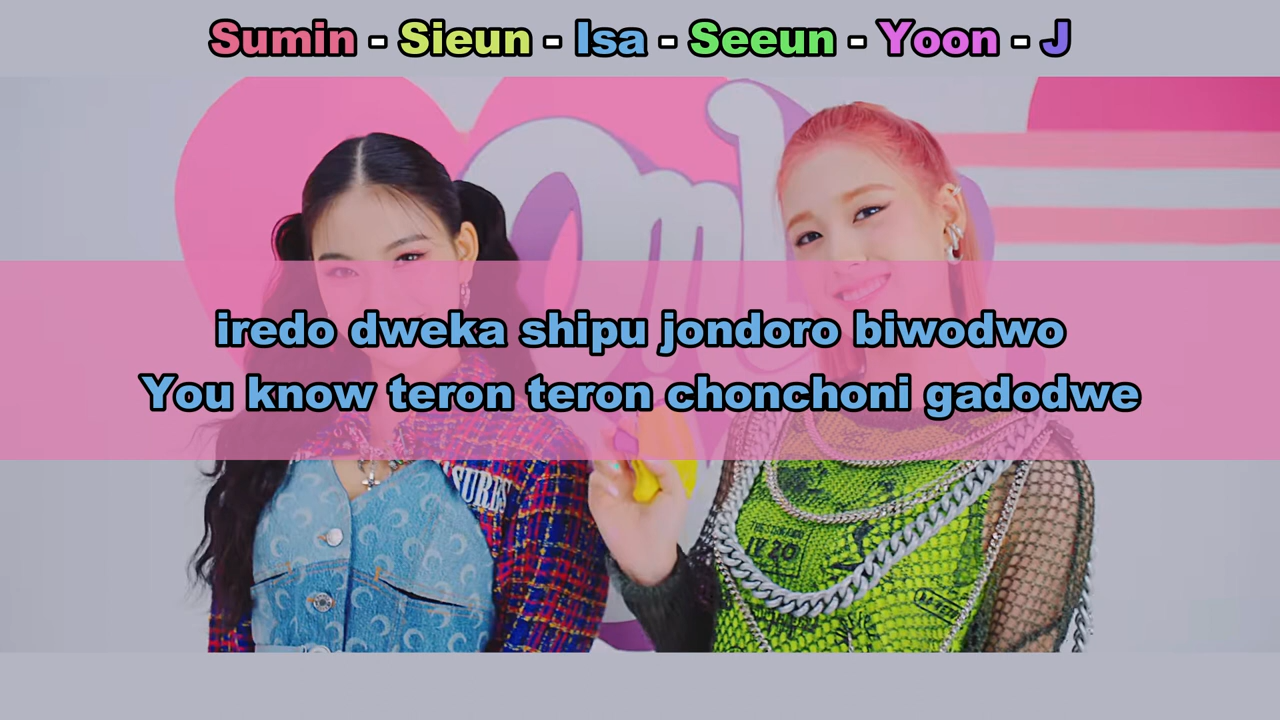 Sumin - Sieun - Isa - Seeun - Yoon - J
iredo dweka shipu jondoro biwodwo
You know teron teron chonchoni gadodwe